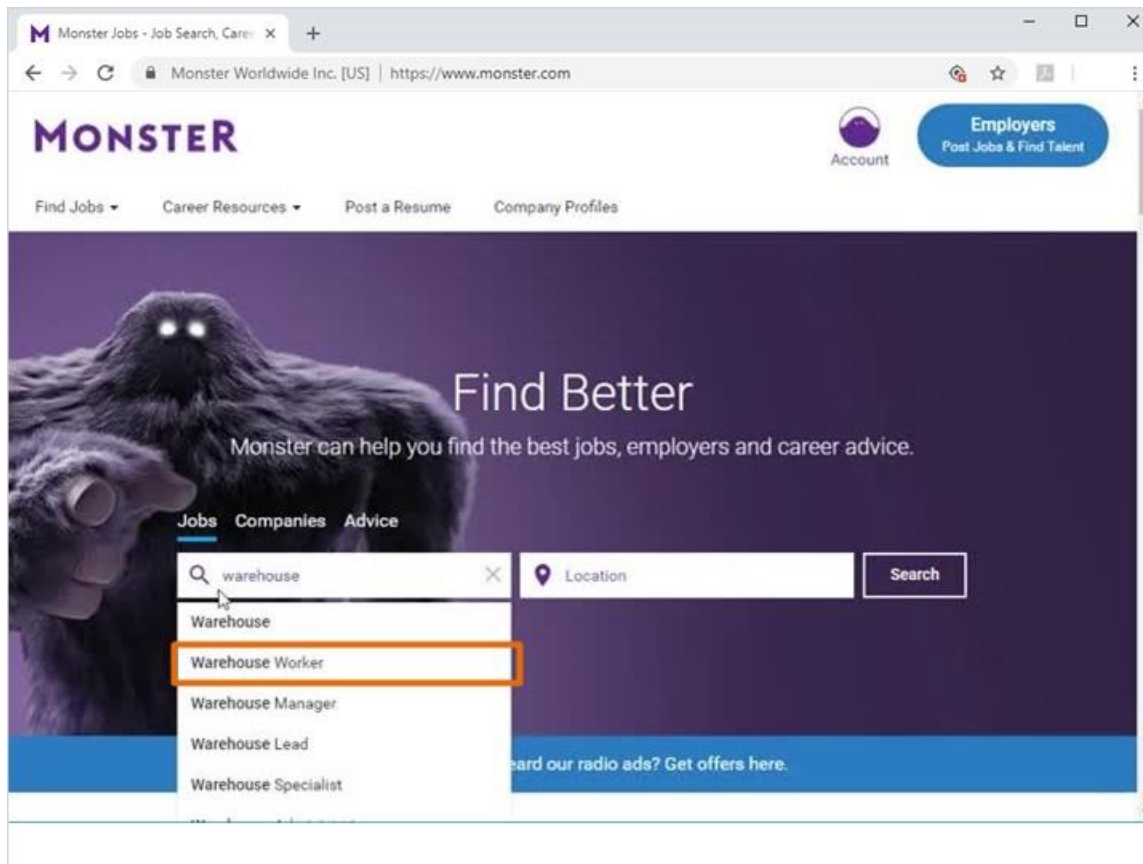 Monster Jobs - Job Search, Caree
Monster Worldwide Inc. [US] | https://www.monster.com
MONSTER
Account
Employers
Post Jobs & Find Talent
Find Jobs
Career Resources
Post a Resume
Company Profiles
Find Better
Monster can help you find the best jobs, employers and career advice.
Jobs Companies Advice
warehouse
Location
Search
Warehouse
Warehouse Worker
Warehouse Manager
Warehouse Lead
Warehouse Specialist
eard our radio ads? Get offers here.